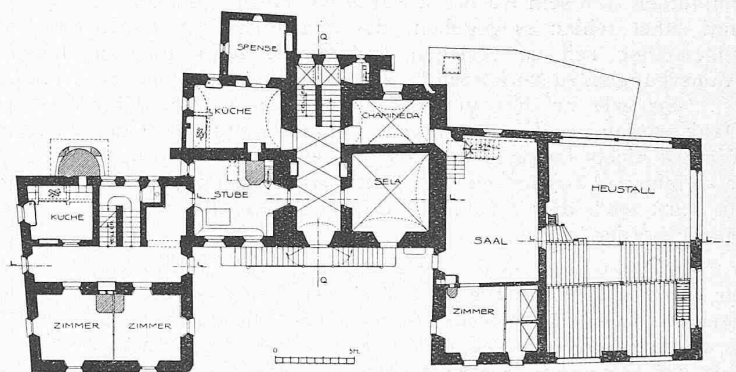 Q
SPENSE
KÜCHE
CHAMINEDA
STUBE
SELA
HEUSTALL
KÜCHE
SAAL
L
L
L
L
Q
ZIMMER
ZIMMER
ZIMMER
0
5M.